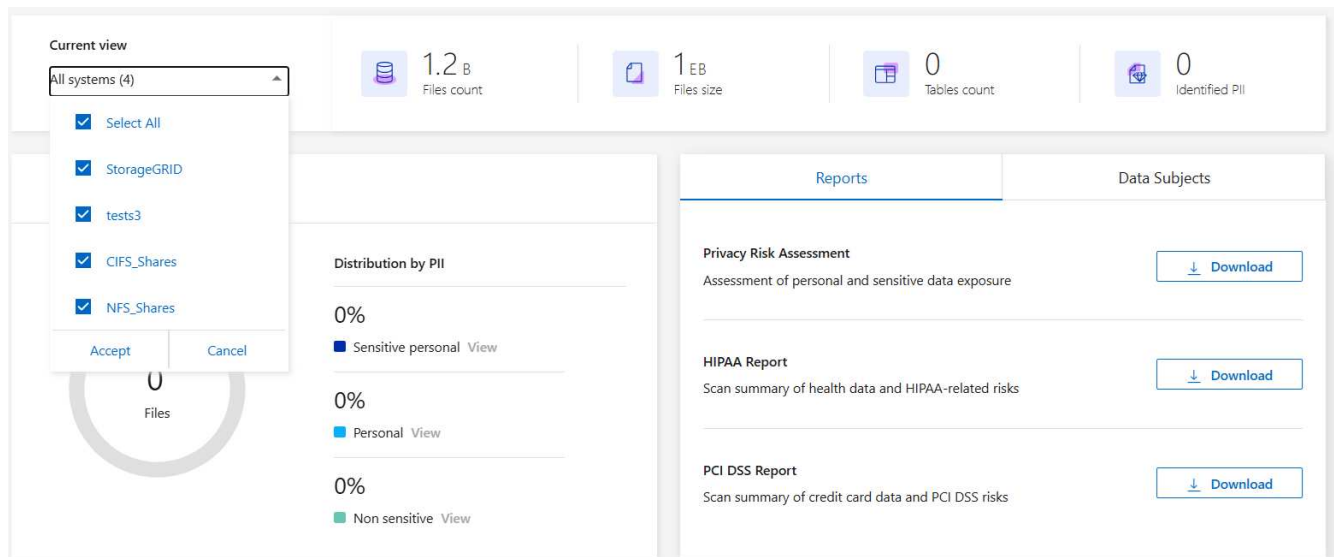 Current view
All systems (4)
Select All
StorageGRID
tests3
CIFS_Shares
NFS_Shares
Accept Cancel
1.2 B
Files count
1 EB
Files size
0
Tables count
0
Identified PII
0
Files
Distribution by PII
0%
Sensitive personal View
0%
Personal View
0%
Non sensitive View
Reports Data Subjects
Privacy Risk Assessment
Assessment of personal and sensitive data exposure
Download
HIPAA Report
Scan summary of health data and HIPAA-related risks
Download
PCI DSS Report
Scan summary of credit card data and PCI DSS risks
Download